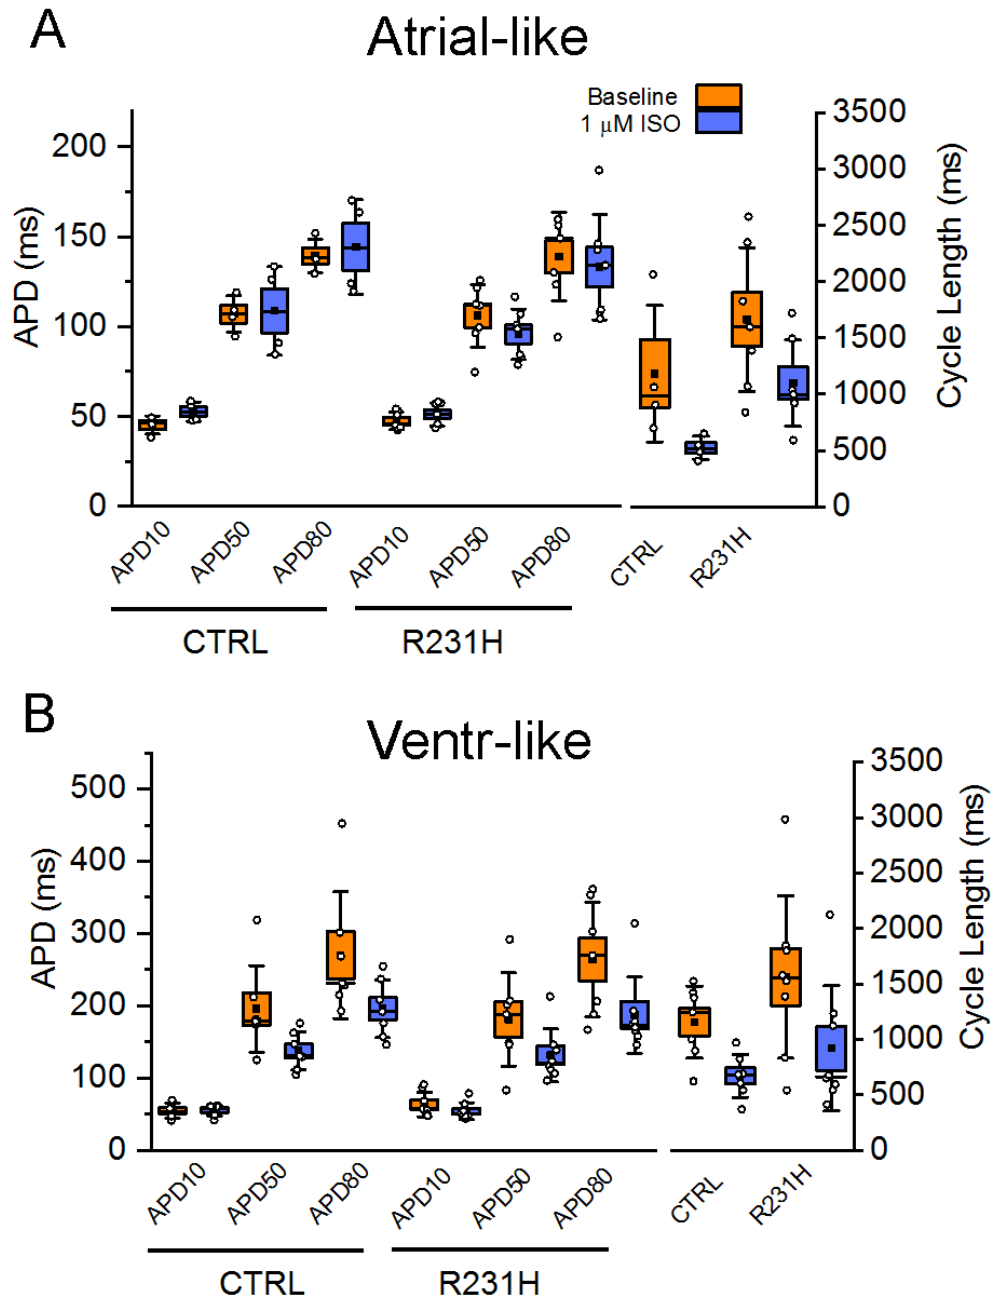 A
Atrial-like
Baseline
1 μM ISO
APD (ms)
200
150
100
50
0
3500
3000
2500
2000
1500
1000
500
0
Cycle Length (ms)
APD10
APD50
APD80
APD10
APD50
APD80
CTRL
R231H
CTRL
R231H
B
Ventr-like
APD (ms)
500
400
300
200
100
0
3500
3000
2500
2000
1500
1000
500
0
Cycle Length (ms)
APD10
APD50
APD80
APD10
APD50
APD80
CTRL
R231H
CTRL
R231H